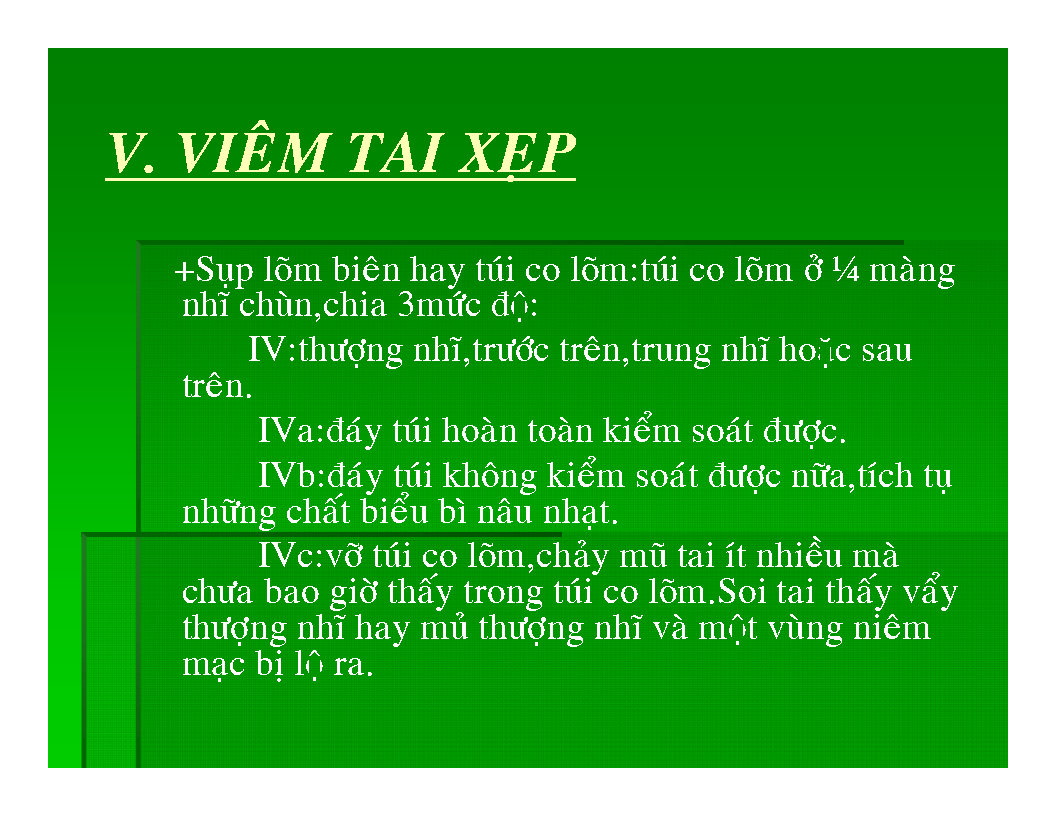 V. VIÊM TAI XẸP
+Sụp lõm biên hay túi co lõm:túi co lõm ở ¼ màng
nhĩ chùn,chia 3mức độ:
IV:thượng nhĩ,trước trên,trung nhĩ hoặc sau
trên.
IVa:đáy túi hoàn toàn kiểm soát được.
IVb:đáy túi không kiểm soát được nữa,tích tụ
những chất biểu bì nâu nhạt.
IVc:vỡ túi co lõm,chảy mũ tai ít nhiều mà
chưa bao giờ thấy trong túi co lõm.Soi tai thấy vẩy
thượng nhĩ hay mủ thượng nhĩ và một vùng niêm
mạc bị lộ ra.